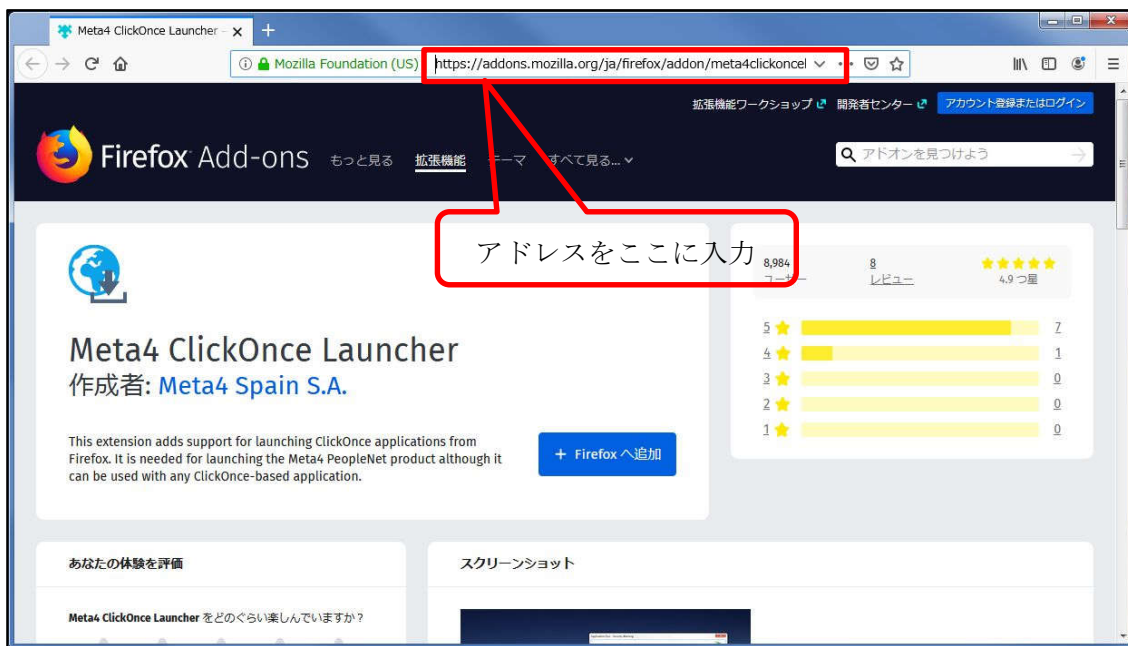 Meta4 ClickOnce Launcher -
Mozilla Foundation (US)
https://addons.mozilla.org/ja/firefox/addon/meta4clickoncel
拡張機能ワークショップ
開発者センター
アカウント登録またはログイン
Firefox Add-ons
もっと見る
拡張機能
テーマ
すべて見る...
アドオンを見つけよう
アドレスをここに入力
8,984
ユーザー
8
レビュー
4.9 つ星
5 7
4 1
3 0
2 0
1 0
Meta4 ClickOnce Launcher
作成者: Meta4 Spain S.A.
This extension adds support for launching ClickOnce applications from
Firefox. It is needed for launching the Meta4 PeopleNet product although it
can be used with any ClickOnce-based application.
+ Firefox へ追加
あなたの体験を評価
スクリーンショット
Meta4 ClickOnce Launcher をどのぐらい楽しんでいますか？